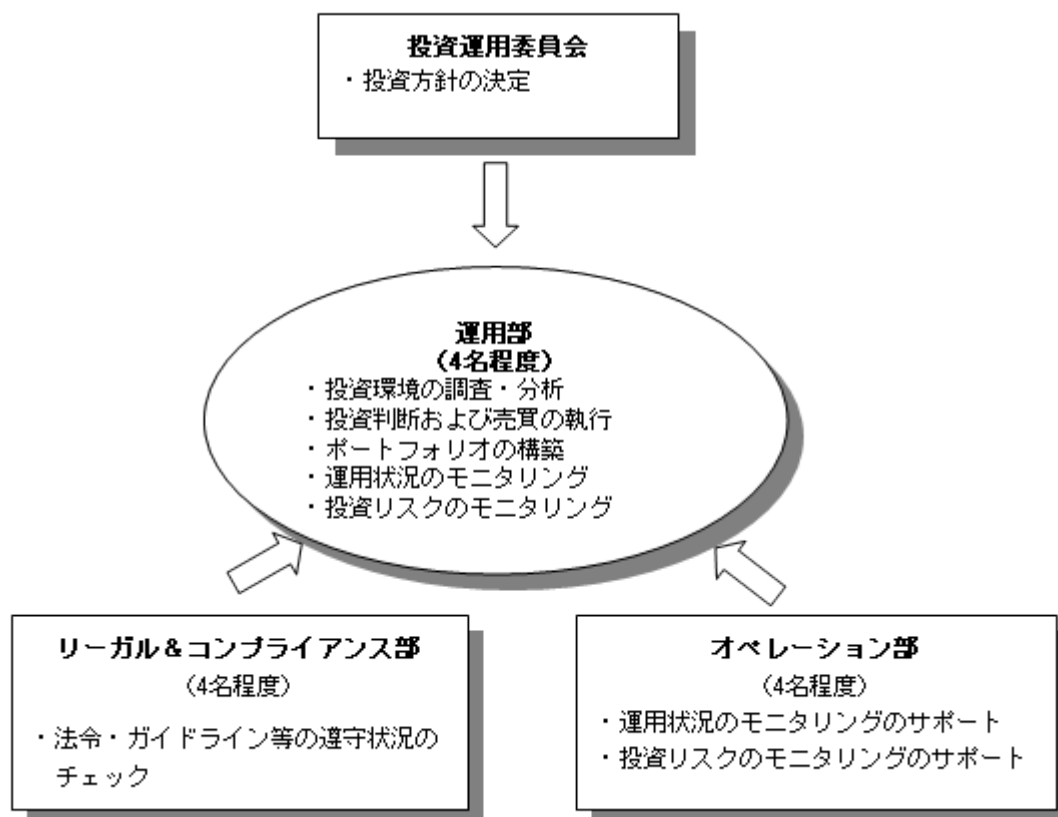 投資運用委員会
・投資方針の決定
運用部
(4名程度)
・投資環境の調査・分析
・投資判断および売買の執行
・ポートフォリオの構築
・運用状況のモニタリング
・投資リスクのモニタリング
リーガル＆コンプライアンス部
(4名程度)
・法令・ガイドライン等の遵守状況の
チェック
オペレーション部
(4名程度)
・運用状況のモニタリングのサポート
・投資リスクのモニタリングのサポート